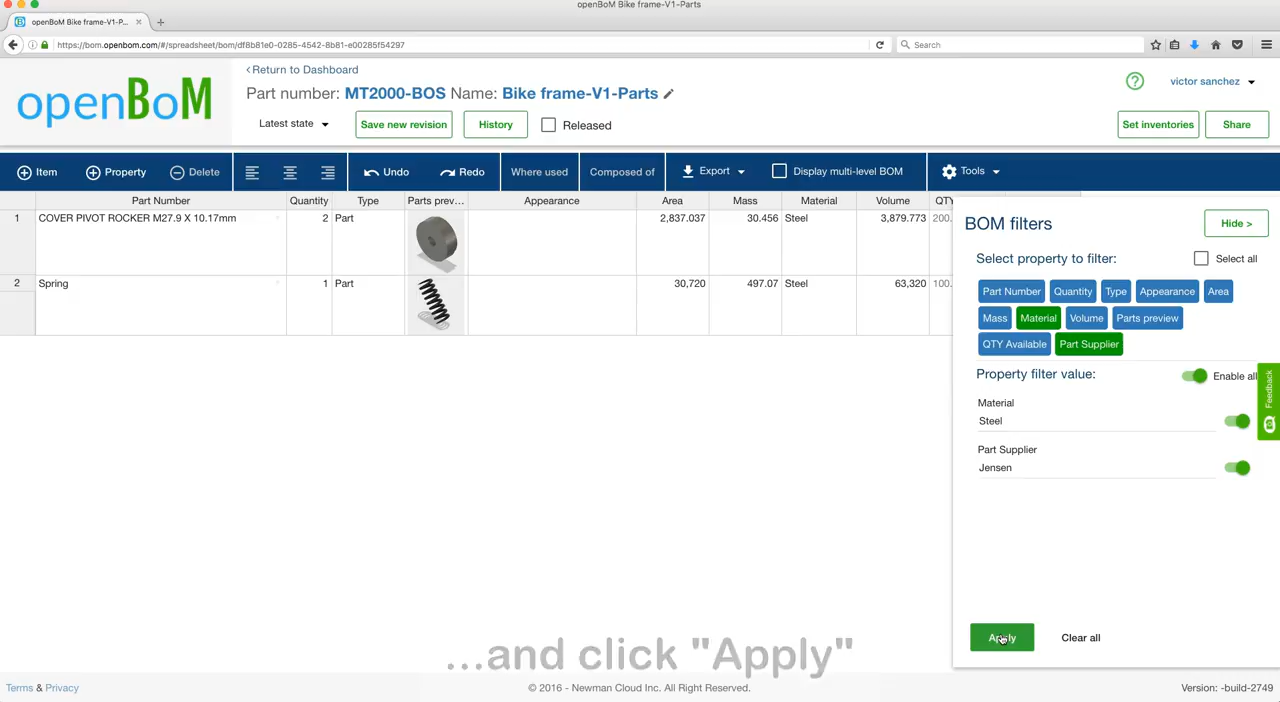 openBoM Bike frame-V1-Parts
openBoM Bike frame-V1-P...
https://bom.openbom.com/#/spreadsheet/bom/df8b81e0-0285-4542-8b81-e00285f54297
Search
openBoM
‹ Return to Dashboard
Part number: MT2000-BOS Name: Bike frame-V1-Parts
victor sanchez
Latest state
Save new revision
History
Released
Set inventories
Share
Item
Property
Delete
Undo
Redo
Where used
Composed of
Export
Display multi-level BOM
Tools
Part Number Quantity Type Parts prev... Appearance Area Mass Material Volume QTY
1 COVER PIVOT ROCKER M27.9 X 10.17mm 2 Part 2,837.037 30.456 Steel 3,879.773 200.
2 Spring 1 Part 30,720 497.07 Steel 63,320 100.
BOM filters
Hide >
Select property to filter:
Select all
Part Number Quantity Type Appearance Area
Mass Material Volume Parts preview
QTY Available Part Supplier
Property filter value:
Enable all
Material
Steel
Part Supplier
Jensen
Feedback
Apply
Clear all
...and click "Apply"
Terms & Privacy
© 2016 - Newman Cloud Inc. All Right Reserved.
Version: -build-2749